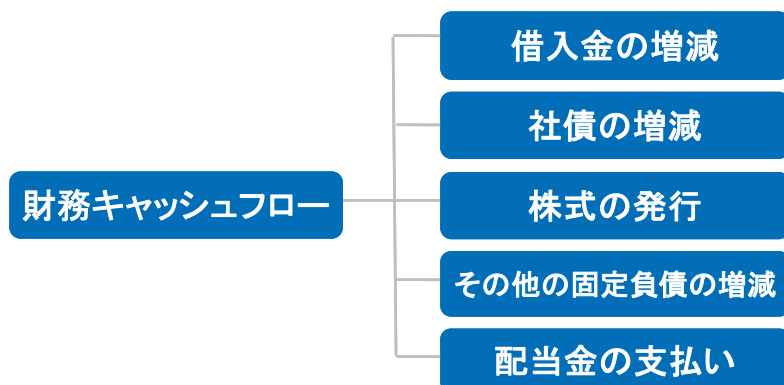 借入金の増減
社債の増減
財務キャッシュフロー
株式の発行
その他の固定負債の増減
配当金の支払い